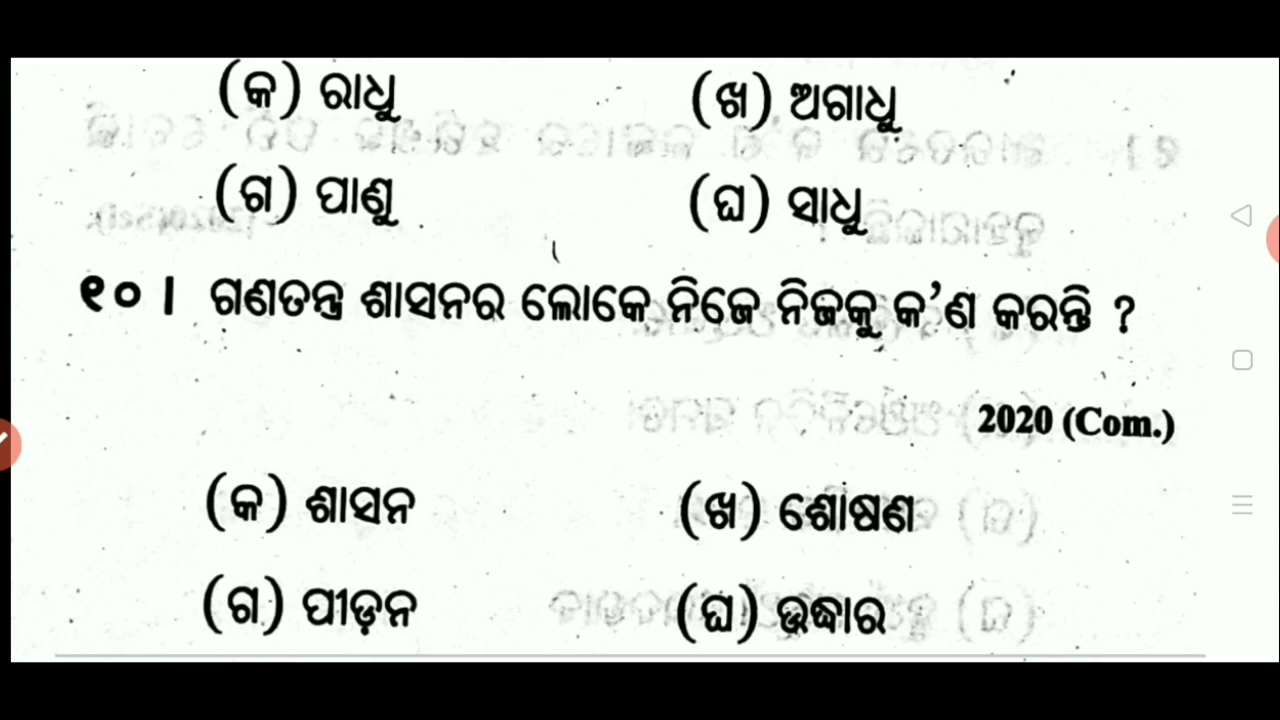 (କ) ରାଧୁ (ଖ) ଅଗାଧୁ
(ଗ) ପାଣୁ (ଘ) ସାଧୁ
୧୦। ଗଣତନ୍ତ୍ର ଶାସନର ଲୋକେ ନିଜେ ନିଜକୁ କ'ଣ କରନ୍ତି ?
2020 (Com.)
(କ) ଶାସନ (ଖ) ଶୋଷଣ
(ଗ) ପୀଡ଼ନ (ଘ) ଉଦ୍ଧାର